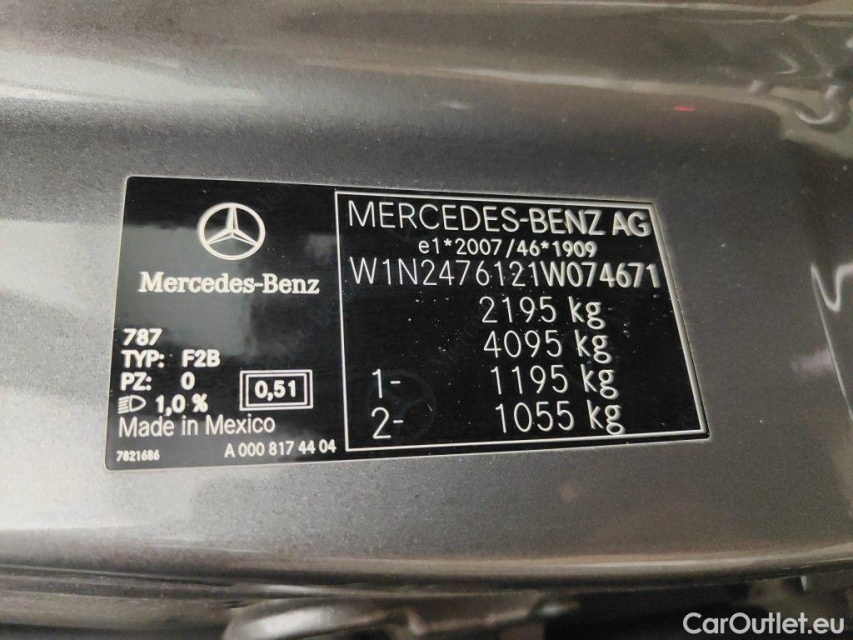 Mercedes-Benz
787
TYP: F2B
PZ: 0
1,0 %
0,51
Made in Mexico
7821686
A 000 817 44 04
MERCEDES-BENZ AG
e1*2007/46*1909
W1N2476121W074671
2195 kg
4095 kg
1- 1195 kg
2- 1055 kg
CarOutlet.eu